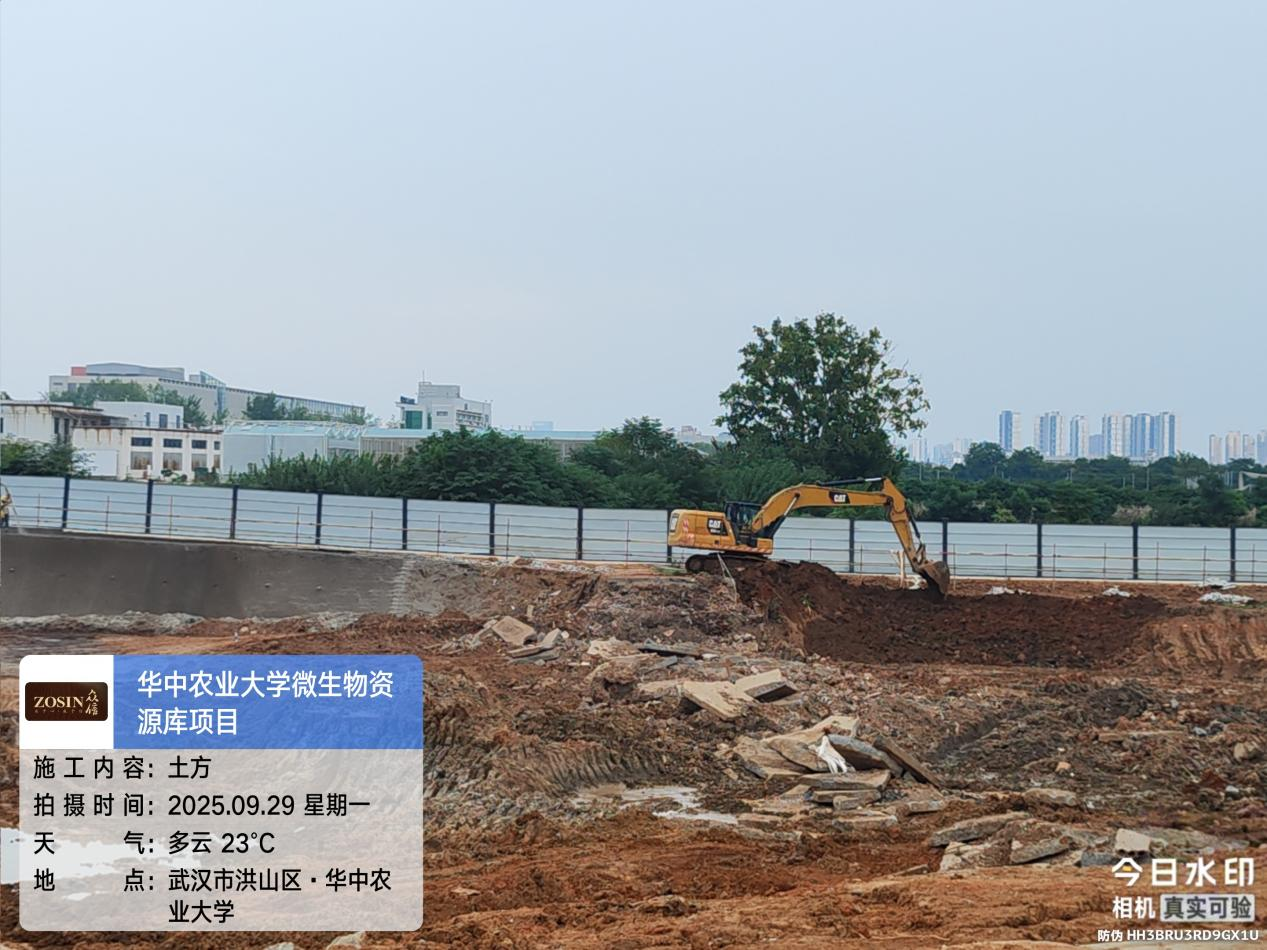 ZOSIN 众信
华中农业大学微生物资
源库项目
施工内容：土方
拍摄时间：2025.09.29 星期一
天气：多云 23℃
地点：武汉市洪山区·华中农
业大学
CAT
CAT
今日水印
相机 真实可验
防伪 HH3BRU3RD9GX1U